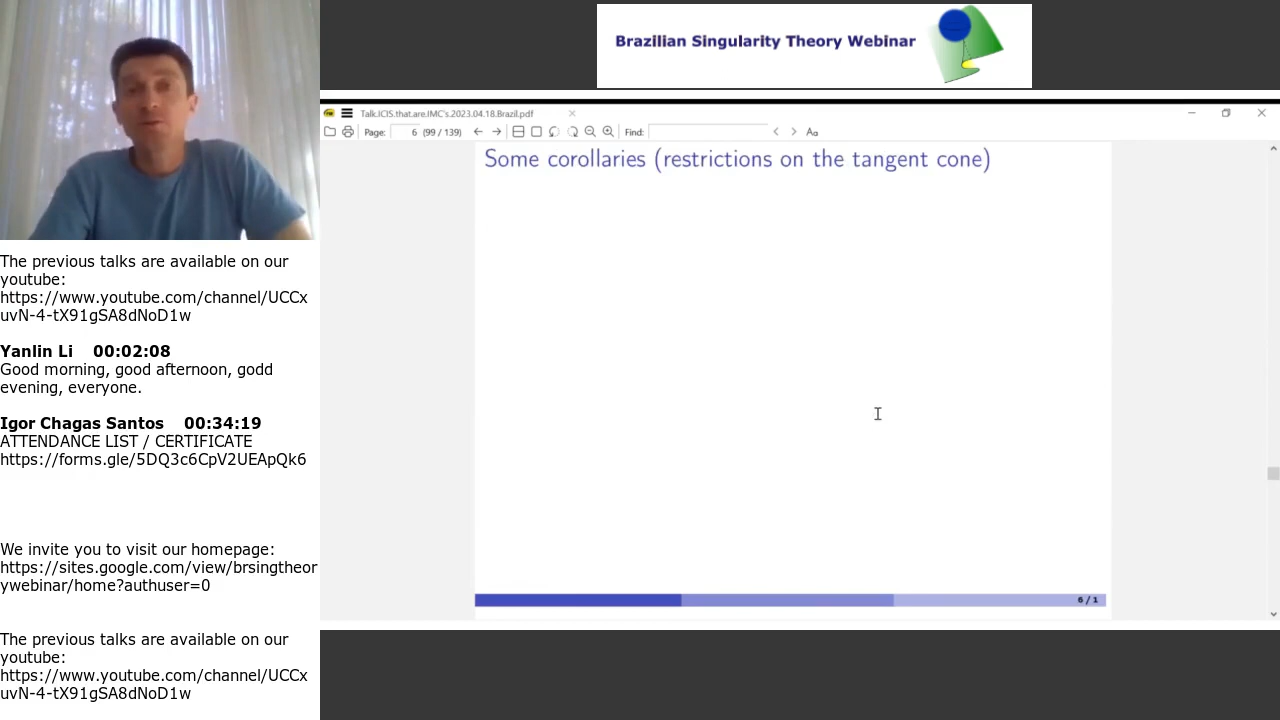 Brazilian Singularity Theory Webinar
Talk.ICIS.that.are.IMC's.2023.04.18.Brazil.pdf
Page: 6 (99 / 139) Find: Aa
Some corollaries (restrictions on the tangent cone)
6 / 1
The previous talks are available on our
youtube:
https://www.youtube.com/channel/UCCx
uvN-4-tX91gSA8dNoD1w
Yanlin Li 00:02:08
Good morning, good afternoon, godd
evening, everyone.
Igor Chagas Santos 00:34:19
ATTENDANCE LIST / CERTIFICATE
https://forms.gle/5DQ3c6CpV2UEApQk6
We invite you to visit our homepage:
https://sites.google.com/view/brsingtheor
ywebinar/home?authuser=0
The previous talks are available on our
youtube:
https://www.youtube.com/channel/UCCx
uvN-4-tX91gSA8dNoD1w